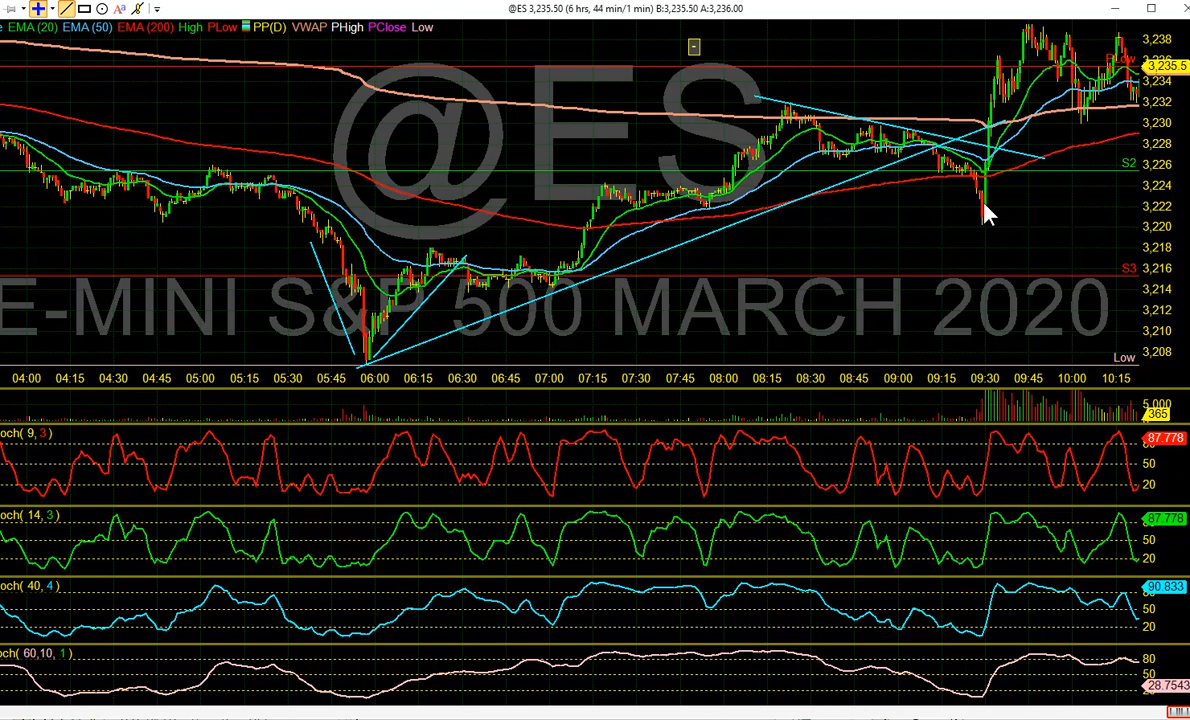 @ES 3,235.50 (6 hrs, 44 min/1 min) B:3,235.50 A:3,236.00
EMA (20) EMA (50) EMA (200) High PLow PP(D) VWAP PHigh PClose Low
@ES
E-MINI S&P 500 MARCH 2020
3,238
PLow
3,235.5
3,234
3,232
3,230
3,228
3,226
S2
3,224
3,222
3,220
3,218
3,216
S3
3,214
3,212
3,210
3,208
Low
04:00 04:15 04:30 04:45 05:00 05:15 05:30 05:45 06:00 06:15 06:30 06:45 07:00 07:15 07:30 07:45 08:00 08:15 08:30 08:45 09:00 09:15 09:30 09:45 10:00 10:15
5,000
365
och( 9, 3 )
87.778
50
20
och( 14, 3 )
87.778
50
20
och( 40, 4 )
90.833
50
20
och( 60,10, 1 )
80
50
28.7543